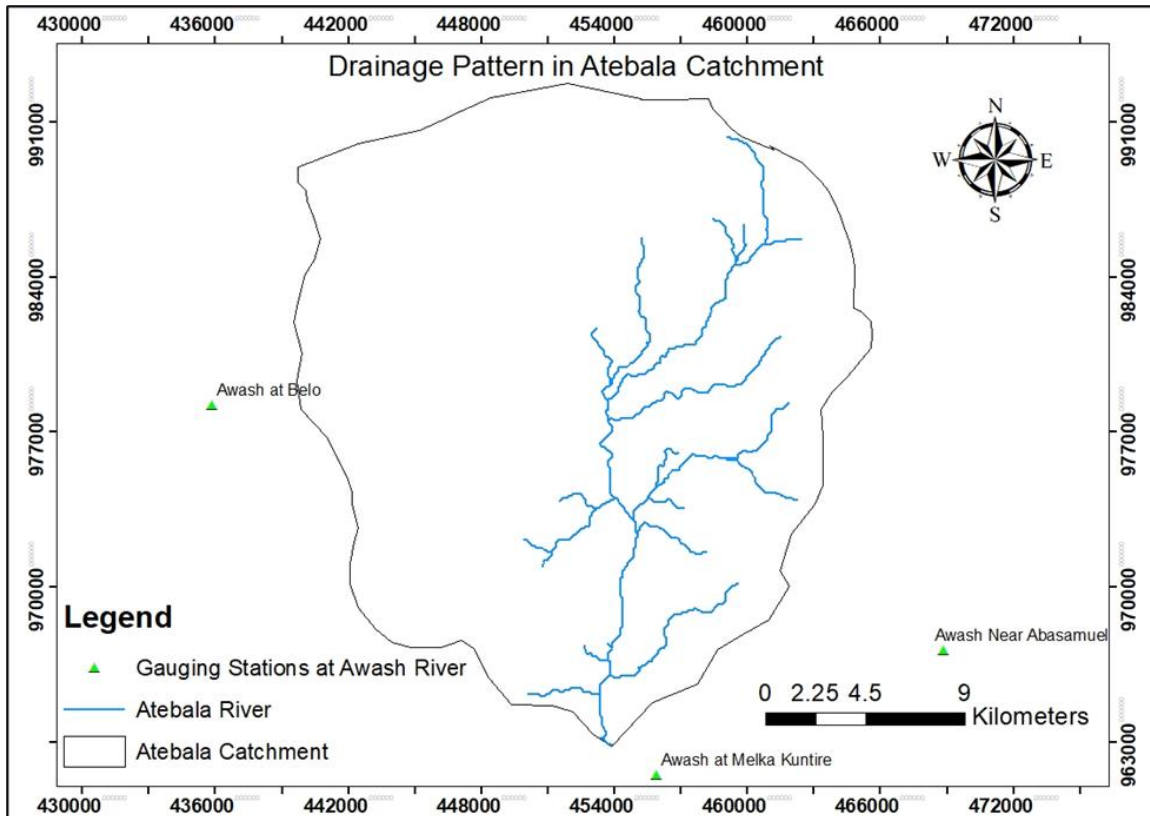 430000 436000 442000 448000 454000 460000 466000 472000
Drainage Pattern in Atebala Catchment
991000
991000
N
W E
S
984000
984000
Awash at Belo
977000
977000
970000
970000
Legend
Awash Near Abasamuel
Gauging Stations at Awash River
0 2.25 4.5 9
Kilometers
Atebala River
Atebala Catchment
Awash at Melka Kuntire
963000
430000 436000 442000 448000 454000 460000 466000 472000